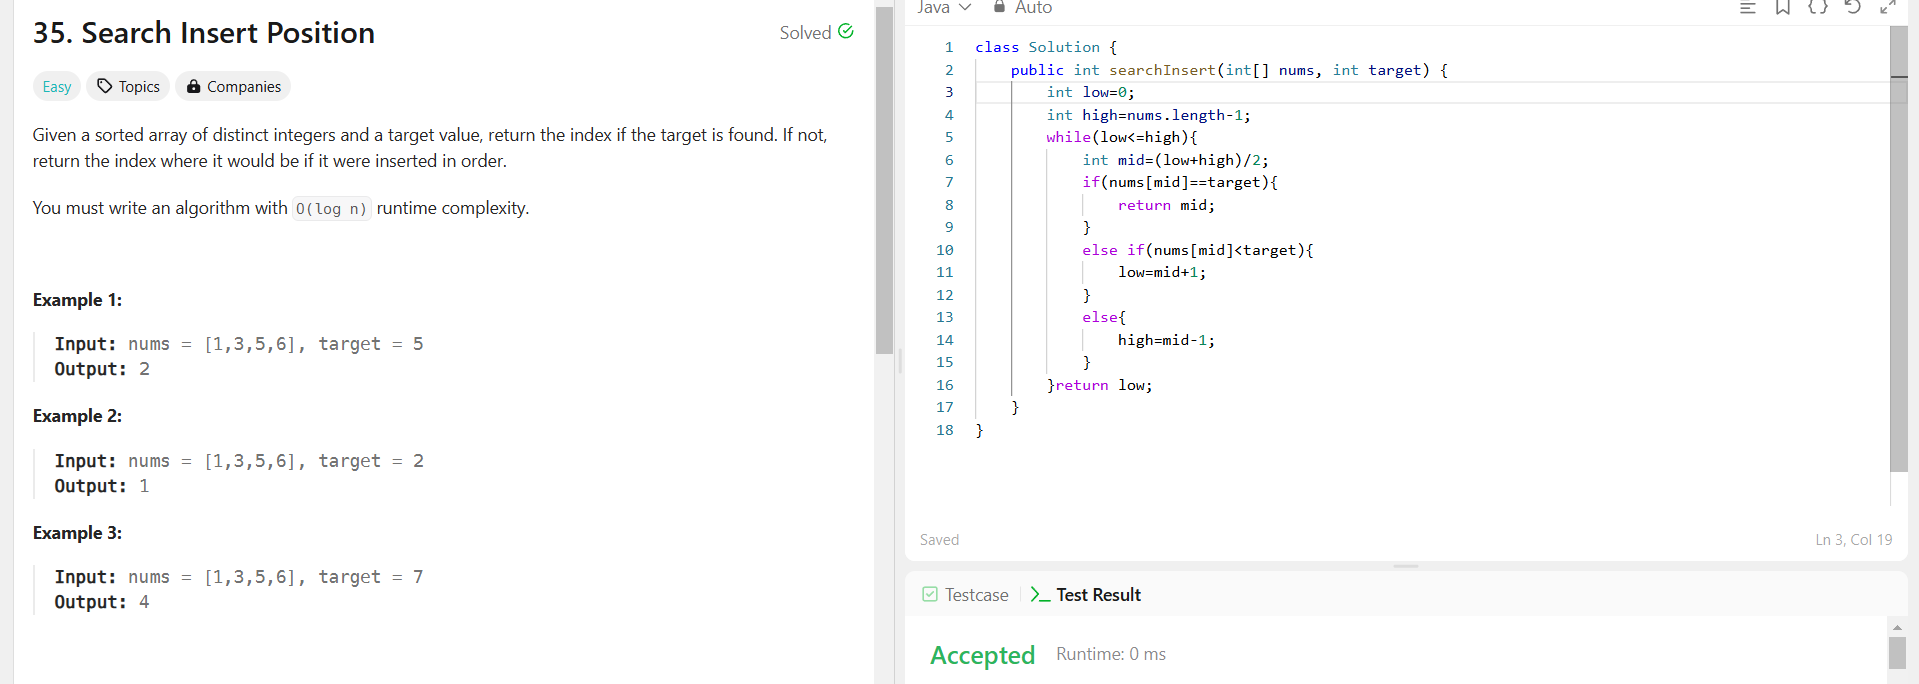 35. Search Insert Position
Solved
Easy
Topics
Companies
Given a sorted array of distinct integers and a target value, return the index if the target is found. If not,
return the index where it would be if it were inserted in order.
You must write an algorithm with O(log n) runtime complexity.
Example 1:
Input: nums = [1,3,5,6], target = 5
Output: 2
Example 2:
Input: nums = [1,3,5,6], target = 2
Output: 1
Example 3:
Input: nums = [1,3,5,6], target = 7
Output: 4
Java
Auto
1 class Solution {
2     public int searchInsert(int[] nums, int target) {
3         int low=0;
4         int high=nums.length-1;
5         while(low<=high){
6             int mid=(low+high)/2;
7             if(nums[mid]==target){
8                 return mid;
9             }
10             else if(nums[mid]<target){
11                 low=mid+1;
12             }
13             else{
14                 high=mid-1;
15             }
16         }return low;
17     }
18 }
Saved
Ln 3, Col 19
Testcase
Test Result
Accepted
Runtime: 0 ms